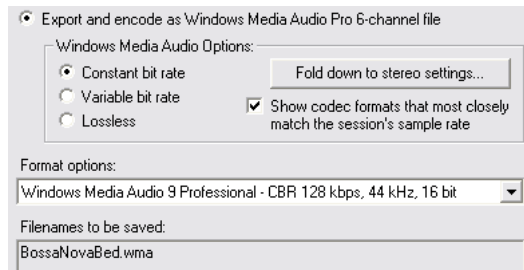 Export and encode as Windows Media Audio Pro 6-channel file
Windows Media Audio Options:
Constant bit rate
Fold down to stereo settings...
Variable bit rate
Show codec formats that most closely
match the session's sample rate
Lossless
Format options:
Windows Media Audio 9 Professional - CBR 128 kbps, 44 kHz, 16 bit
Filenames to be saved:
BossaNovaBed.wma